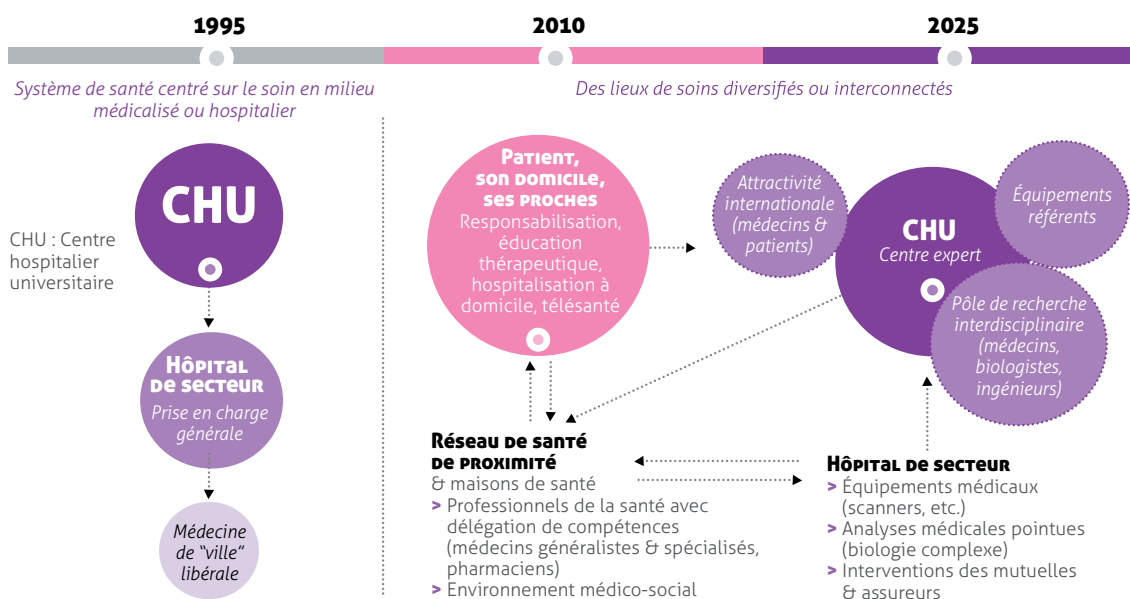 1995
2010
2025
Système de santé centré sur le soin en milieu
médicalisé ou hospitalier
Des lieux de soins diversifiés ou interconnectés
CHU
CHU : Centre
hospitalier
universitaire
Hôpital
de secteur
Prise en charge
générale
Médecine
de “ville”
libérale
Patient,
son domicile,
ses proches
Responsabilisation,
éducation
thérapeutique,
hospitalisation à
domicile, télésanté
Attractivité
internationale
(médecins &
patients)
CHU
Centre expert
Équipements
référents
Pôle de recherche
interdisciplinaire
(médecins,
biologistes,
ingénieurs)
Réseau de santé
de proximité
& maisons de santé
> Professionnels de la santé avec
délégation de compétences
(médecins généralistes & spécialisés,
pharmaciens)
> Environnement médico-social
Hôpital de secteur
> Équipements médicaux
(scanners, etc.)
> Analyses médicales pointues
(biologie complexe)
> Interventions des mutuelles
& assureurs